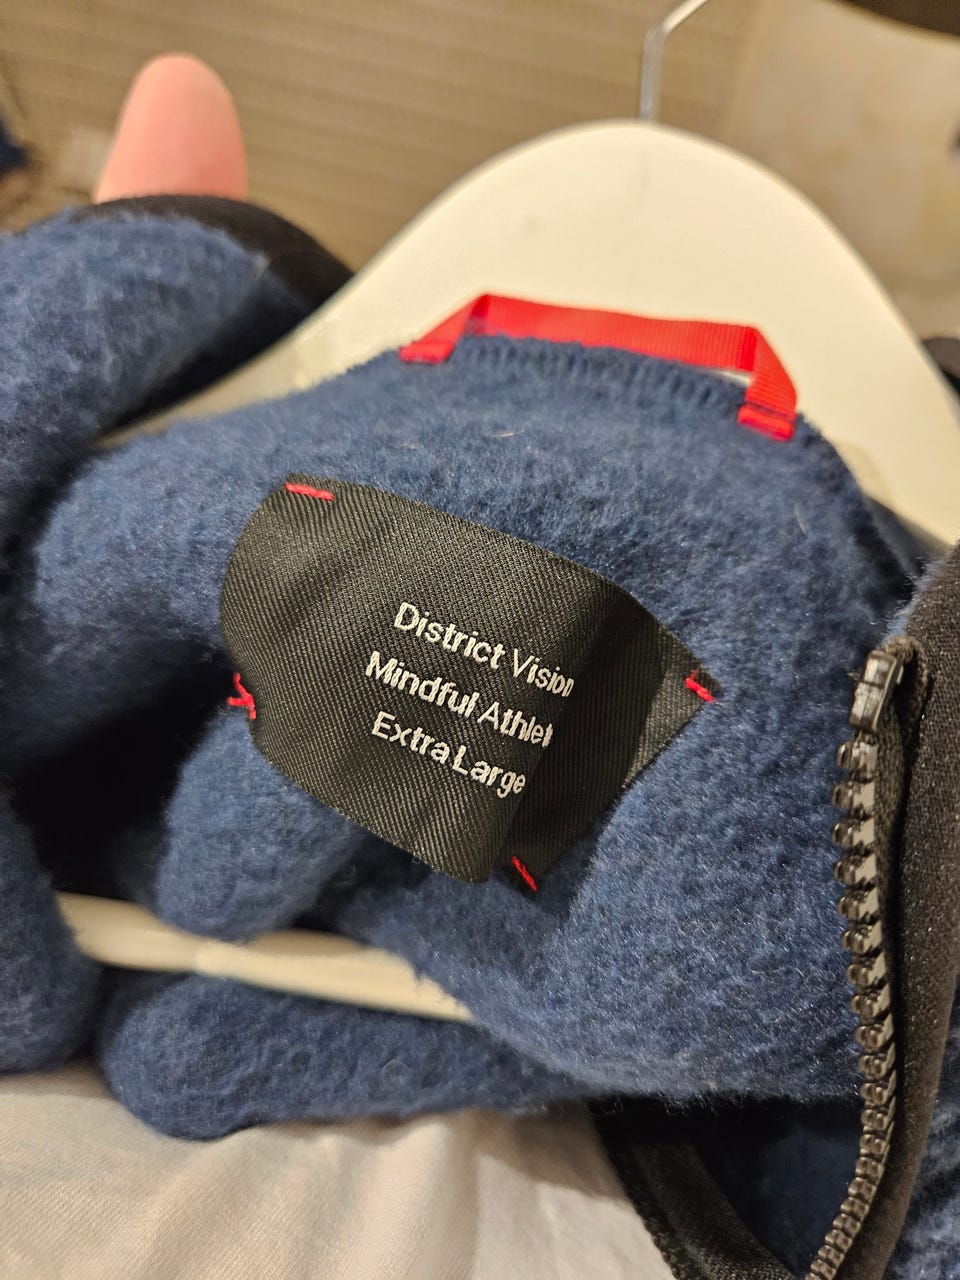 District Vision
Mindful Athlet
Extra Large